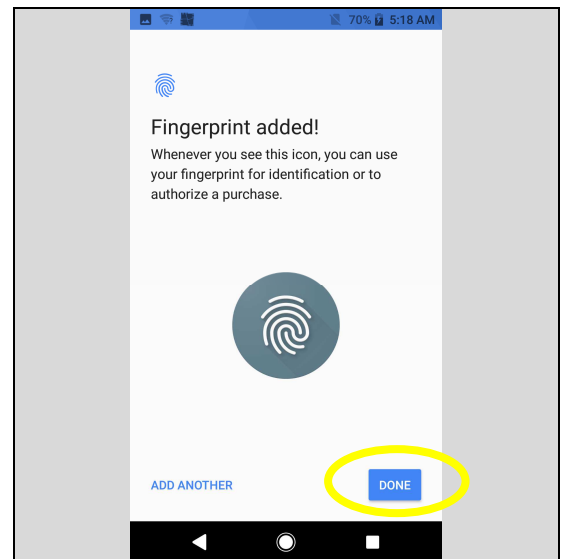 70% 5:18 AM
Fingerprint added!
Whenever you see this icon, you can use
your fingerprint for identification or to
authorize a purchase.
ADD ANOTHER DONE